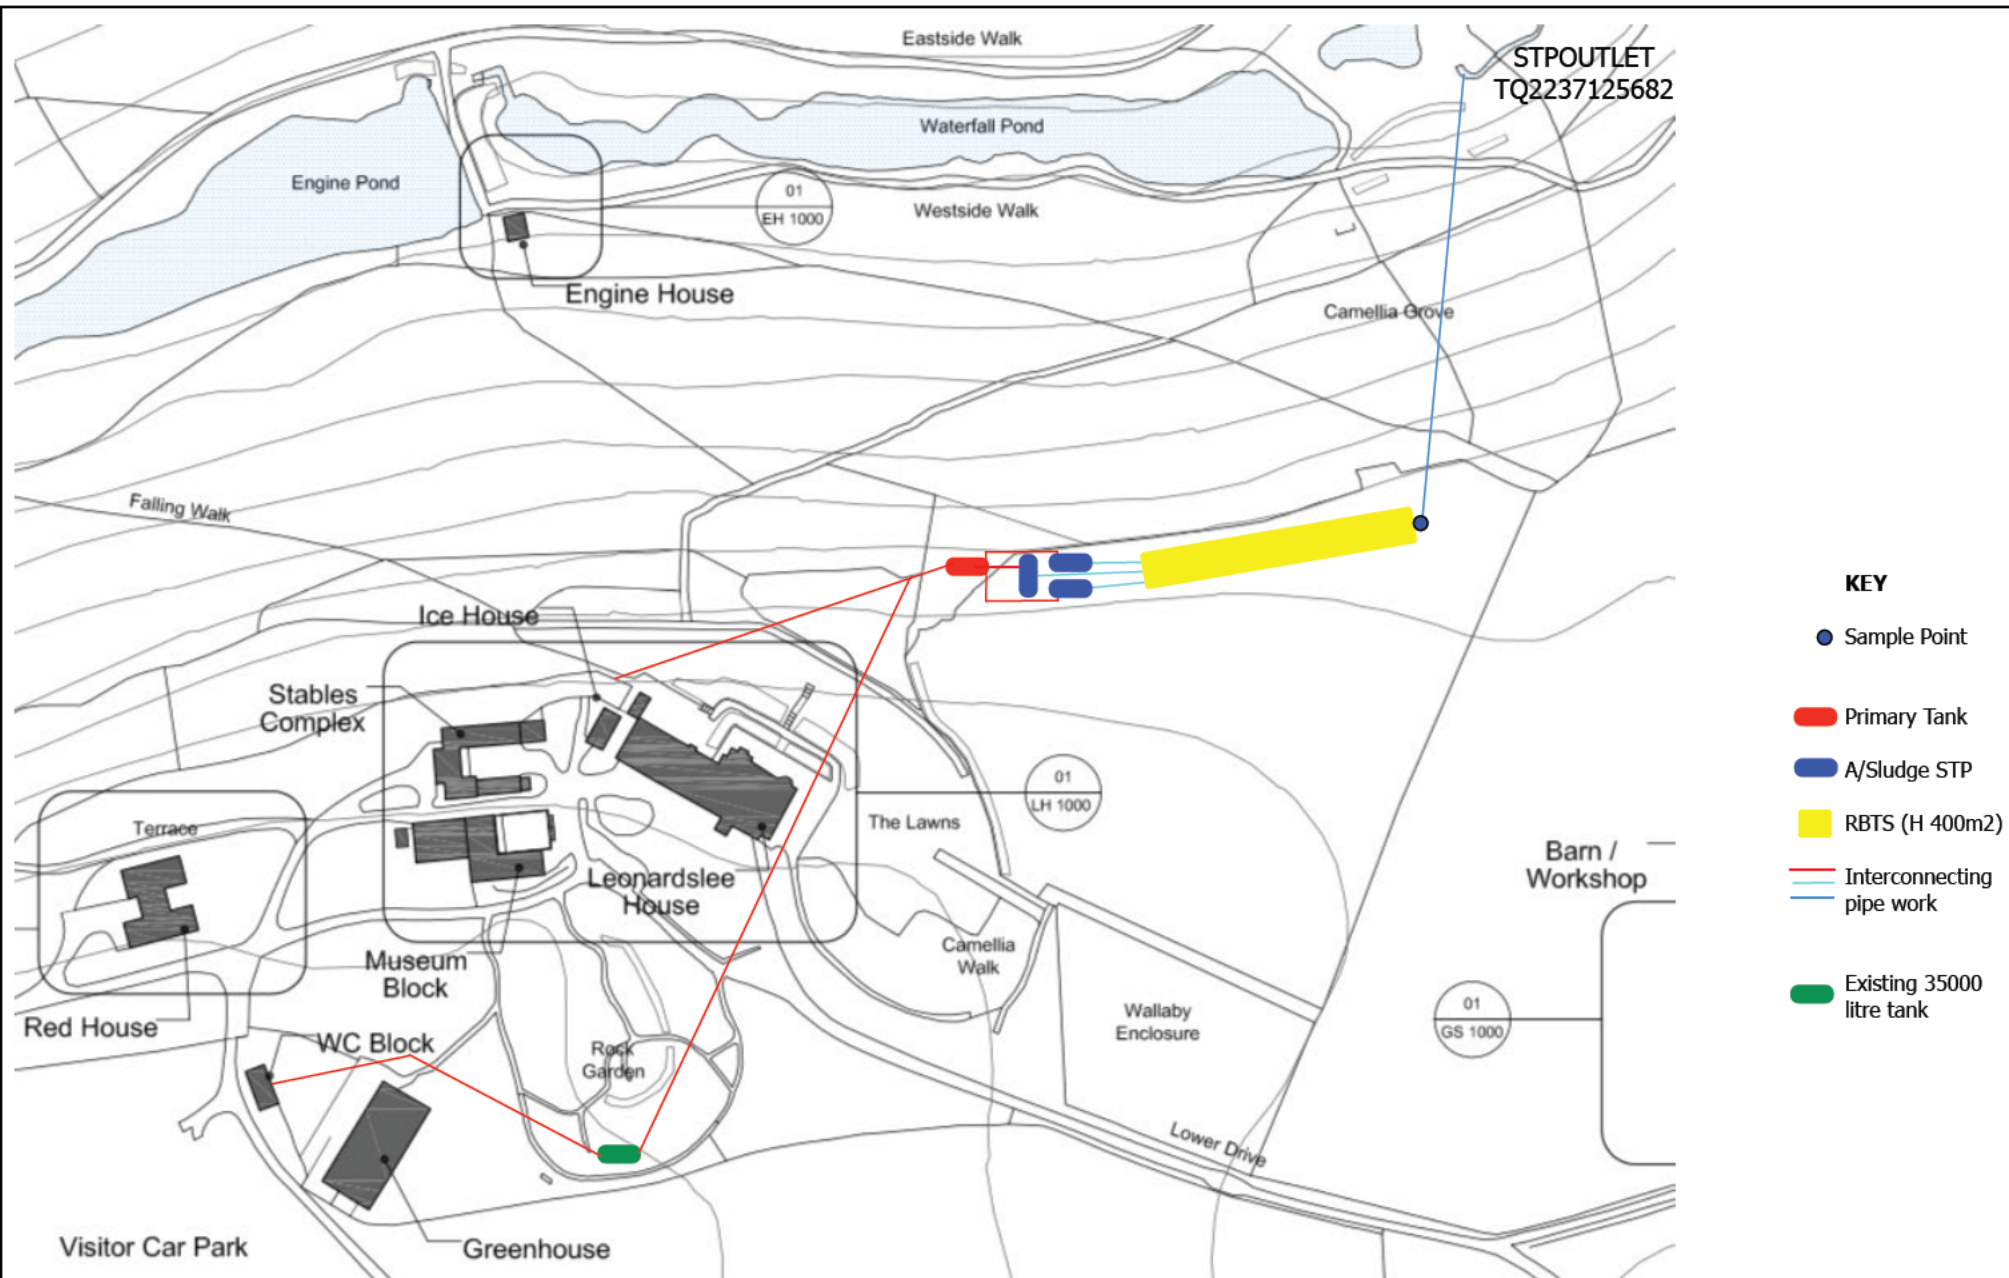 Eastside Walk
STPOUTLET
TQ2237125682
Waterfall Pond
Engine Pond
01
EH 1000
Westside Walk
Engine House
Camellia Grove
Falling Walk
Ice House
Stables
Complex
01
LH 1000
The Lawns
Terrace
Leonardslee
House
Barn /
Workshop
Camellia
Walk
Museum
Block
Wallaby
Enclosure
01
GS 1000
Red House
WC Block
Rock
Garden
Lower Drive
Visitor Car Park
Greenhouse
KEY
Sample Point
Primary Tank
A/Sludge STP
RBTS (H 400m2)
Interconnecting
pipe work
Existing 35000
litre tank